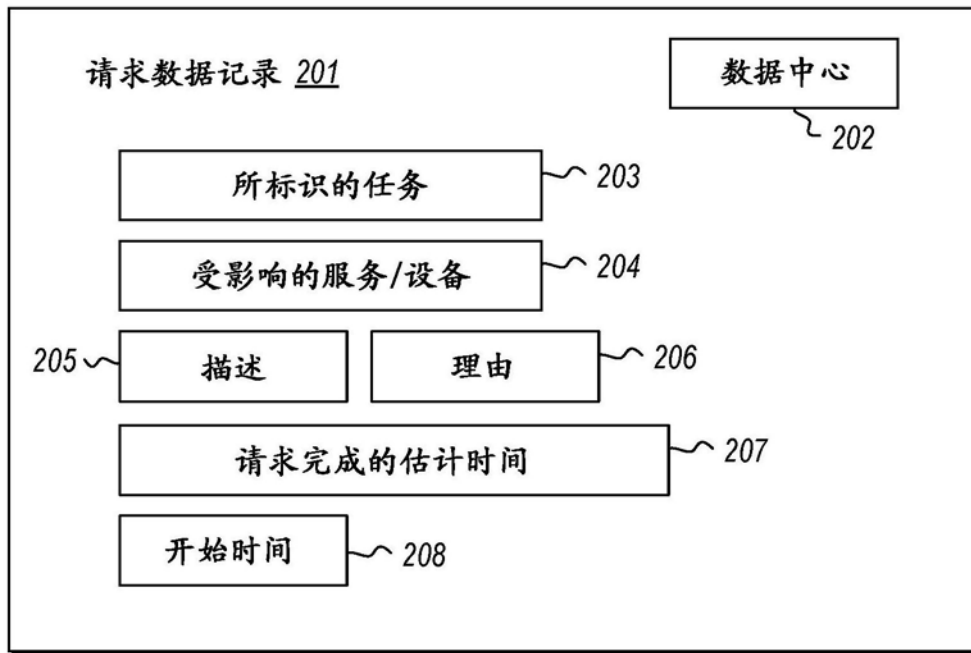 请求数据记录 201
数据中心
202
所标识的任务
203
受影响的服务/设备
204
205
描述
理由
206
请求完成的估计时间
207
开始时间
208